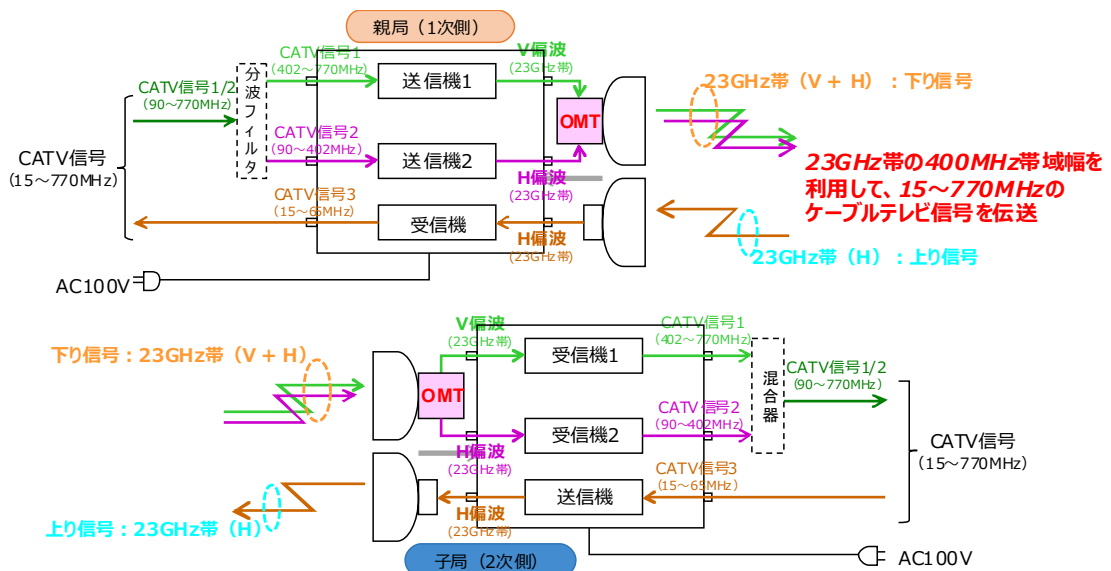 親局(1次側)
CATV信号1
(402～770MHz)
V偏波
(23GHz帯)
CATV信号1/2
(90～770MHz)
分波フィルタ
送信機1
OMT
23GHz帯(V + H):下り信号
CATV信号2
(90～402MHz)
送信機2
H偏波
(23GHz帯)
CATV信号
(15～770MHz)
23GHz帯の400MHz帯域幅を
利用して、15～770MHzの
ケーブルテレビ信号を伝送
CATV信号3
(15～65MHz)
受信機
H偏波
(23GHz帯)
23GHz帯(H):上り信号
AC100V
V偏波
(23GHz帯)
CATV信号1
(402～770MHz)
下り信号:23GHz帯(V + H)
受信機1
混合器
CATV信号1/2
(90～770MHz)
OMT
CATV信号2
(90～402MHz)
受信機2
H偏波
(23GHz帯)
CATV信号
(15～770MHz)
CATV信号3
(15～65MHz)
送信機
H偏波
(23GHz帯)
上り信号:23GHz帯(H)
子局(2次側)
AC100V